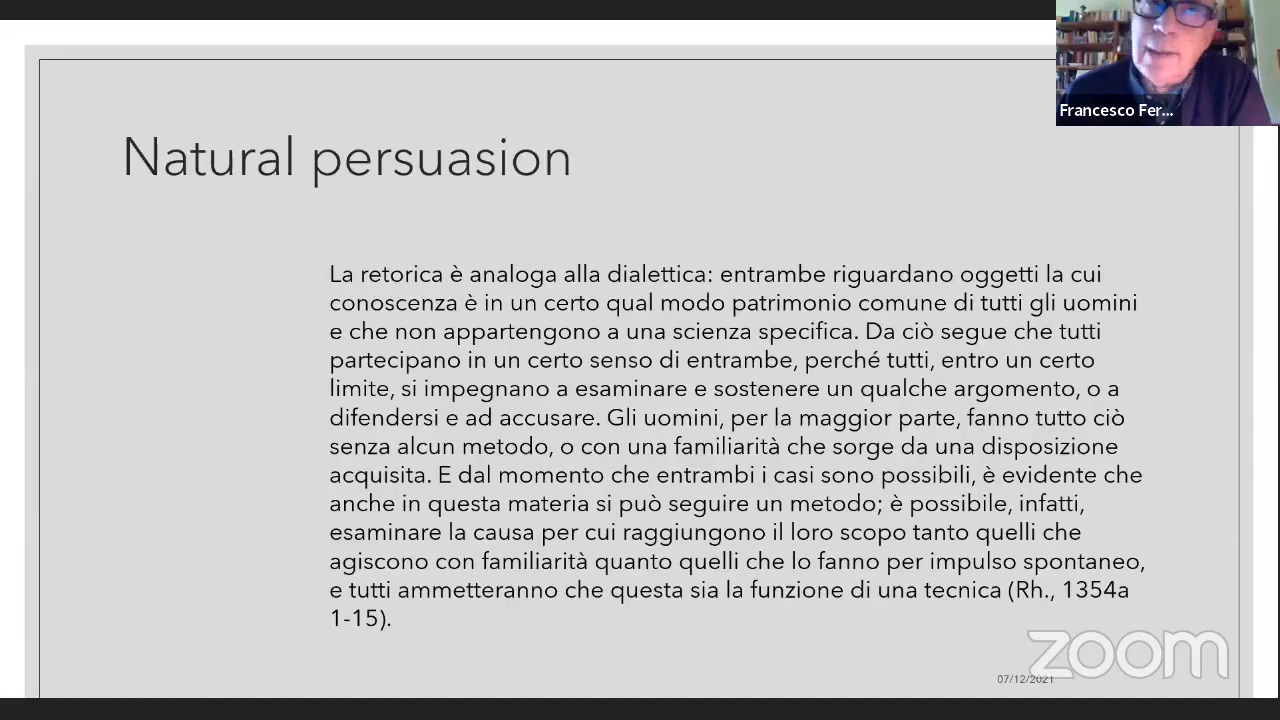 Francesco Fer...
Natural persuasion
La retorica è analoga alla dialettica: entrambe riguardano oggetti la cui
conoscenza è in un certo qual modo patrimonio comune di tutti gli uomini
e che non appartengono a una scienza specifica. Da ciò segue che tutti
partecipano in un certo senso di entrambe, perché tutti, entro un certo
limite, si impegnano a esaminare e sostenere un qualche argomento, o a
difendersi e ad accusare. Gli uomini, per la maggior parte, fanno tutto ciò
senza alcun metodo, o con una familiarità che sorge da una disposizione
acquisita. E dal momento che entrambi i casi sono possibili, è evidente che
anche in questa materia si può seguire un metodo; è possibile, infatti,
esaminare la causa per cui raggiungono il loro scopo tanto quelli che
agiscono con familiarità quanto quelli che lo fanno per impulso spontaneo,
e tutti ammetteranno che questa sia la funzione di una tecnica (Rh., 1354a
1-15).
zoom
07/12/2021